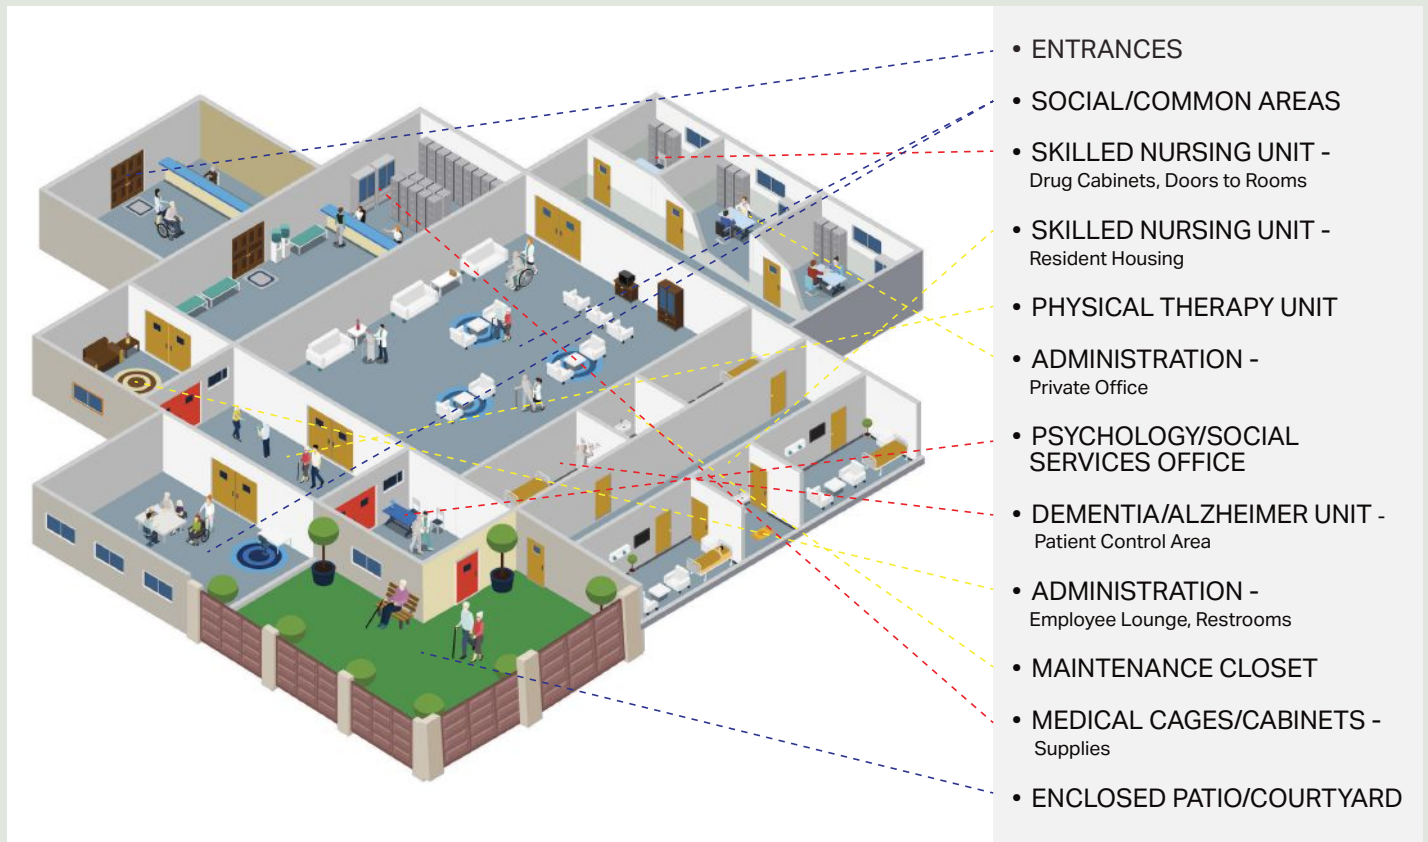 • ENTRANCES
• SOCIAL/COMMON AREAS
• SKILLED NURSING UNIT -
Drug Cabinets, Doors to Rooms
• SKILLED NURSING UNIT -
Resident Housing
• PHYSICAL THERAPY UNIT
• ADMINISTRATION -
Private Office
• PSYCHOLOGY/SOCIAL
SERVICES OFFICE
• DEMENTIA/ALZHEIMER UNIT -
Patient Control Area
• ADMINISTRATION -
Employee Lounge, Restrooms
• MAINTENANCE CLOSET
• MEDICAL CAGES/CABINETS -
Supplies
• ENCLOSED PATIO/COURTYARD